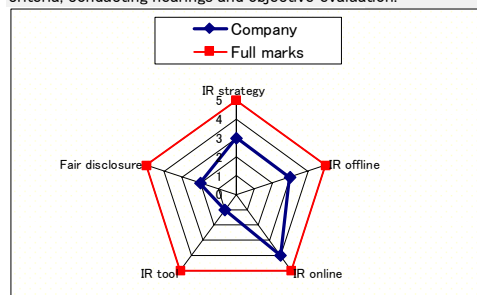 criteria, conducting hearings and objective evaluation.
Company
Full marks
IR strategy
5
4
3
2
1
0
Fair disclosure
IR offline
IR tool
IR online